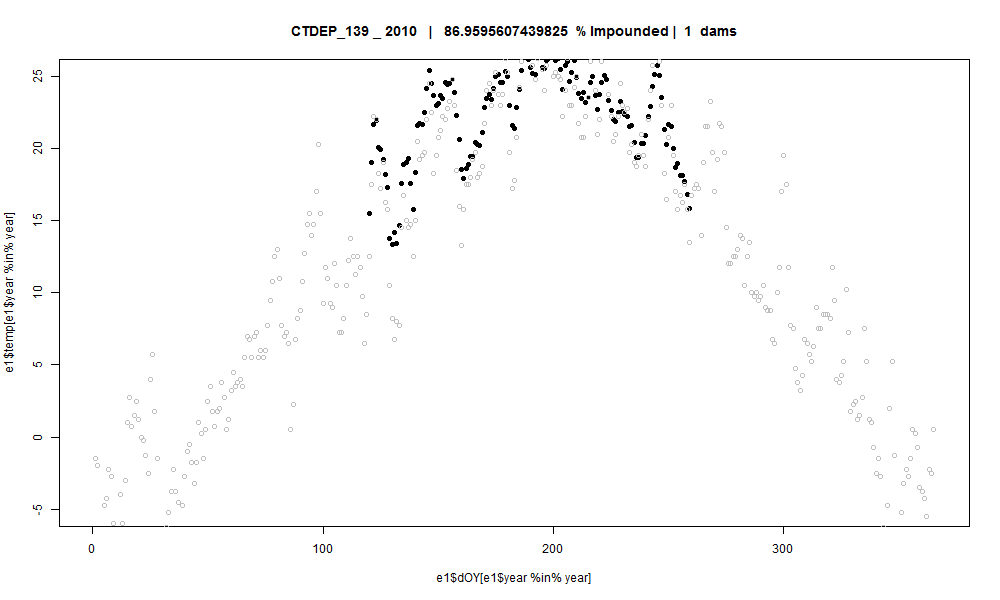 CTDEP_139 _ 2010 | 86.9595607439825 % Impounded | 1 dams
e1$temp[e1$year %in% year]
25
20
15
10
5
0
-5
0 100 200 300
e1$dOY[e1$year %in% year]